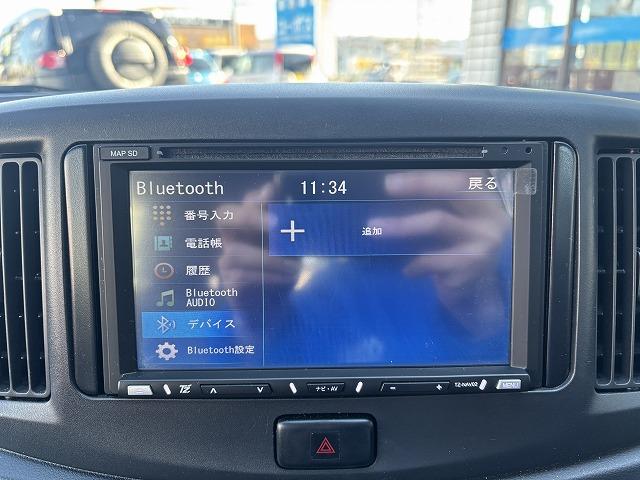 MAP SD
Bluetooth 11:34 戻る
番号入力
電話帳
履歴
Bluetooth
AUDIO
デバイス
Bluetooth設定
追加
TZ ナビ・AV TZ-NAV02 MENU